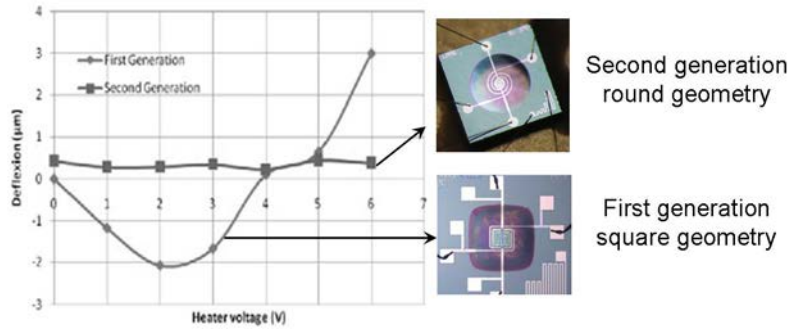 4
3
2
1
0
-1
-2
-3
Deflexion (µm)
First Generation
Second Generation
0 1 2 3 4 5 6 7
Heater voltage (V)
Second generation
round geometry
First generation
square geometry